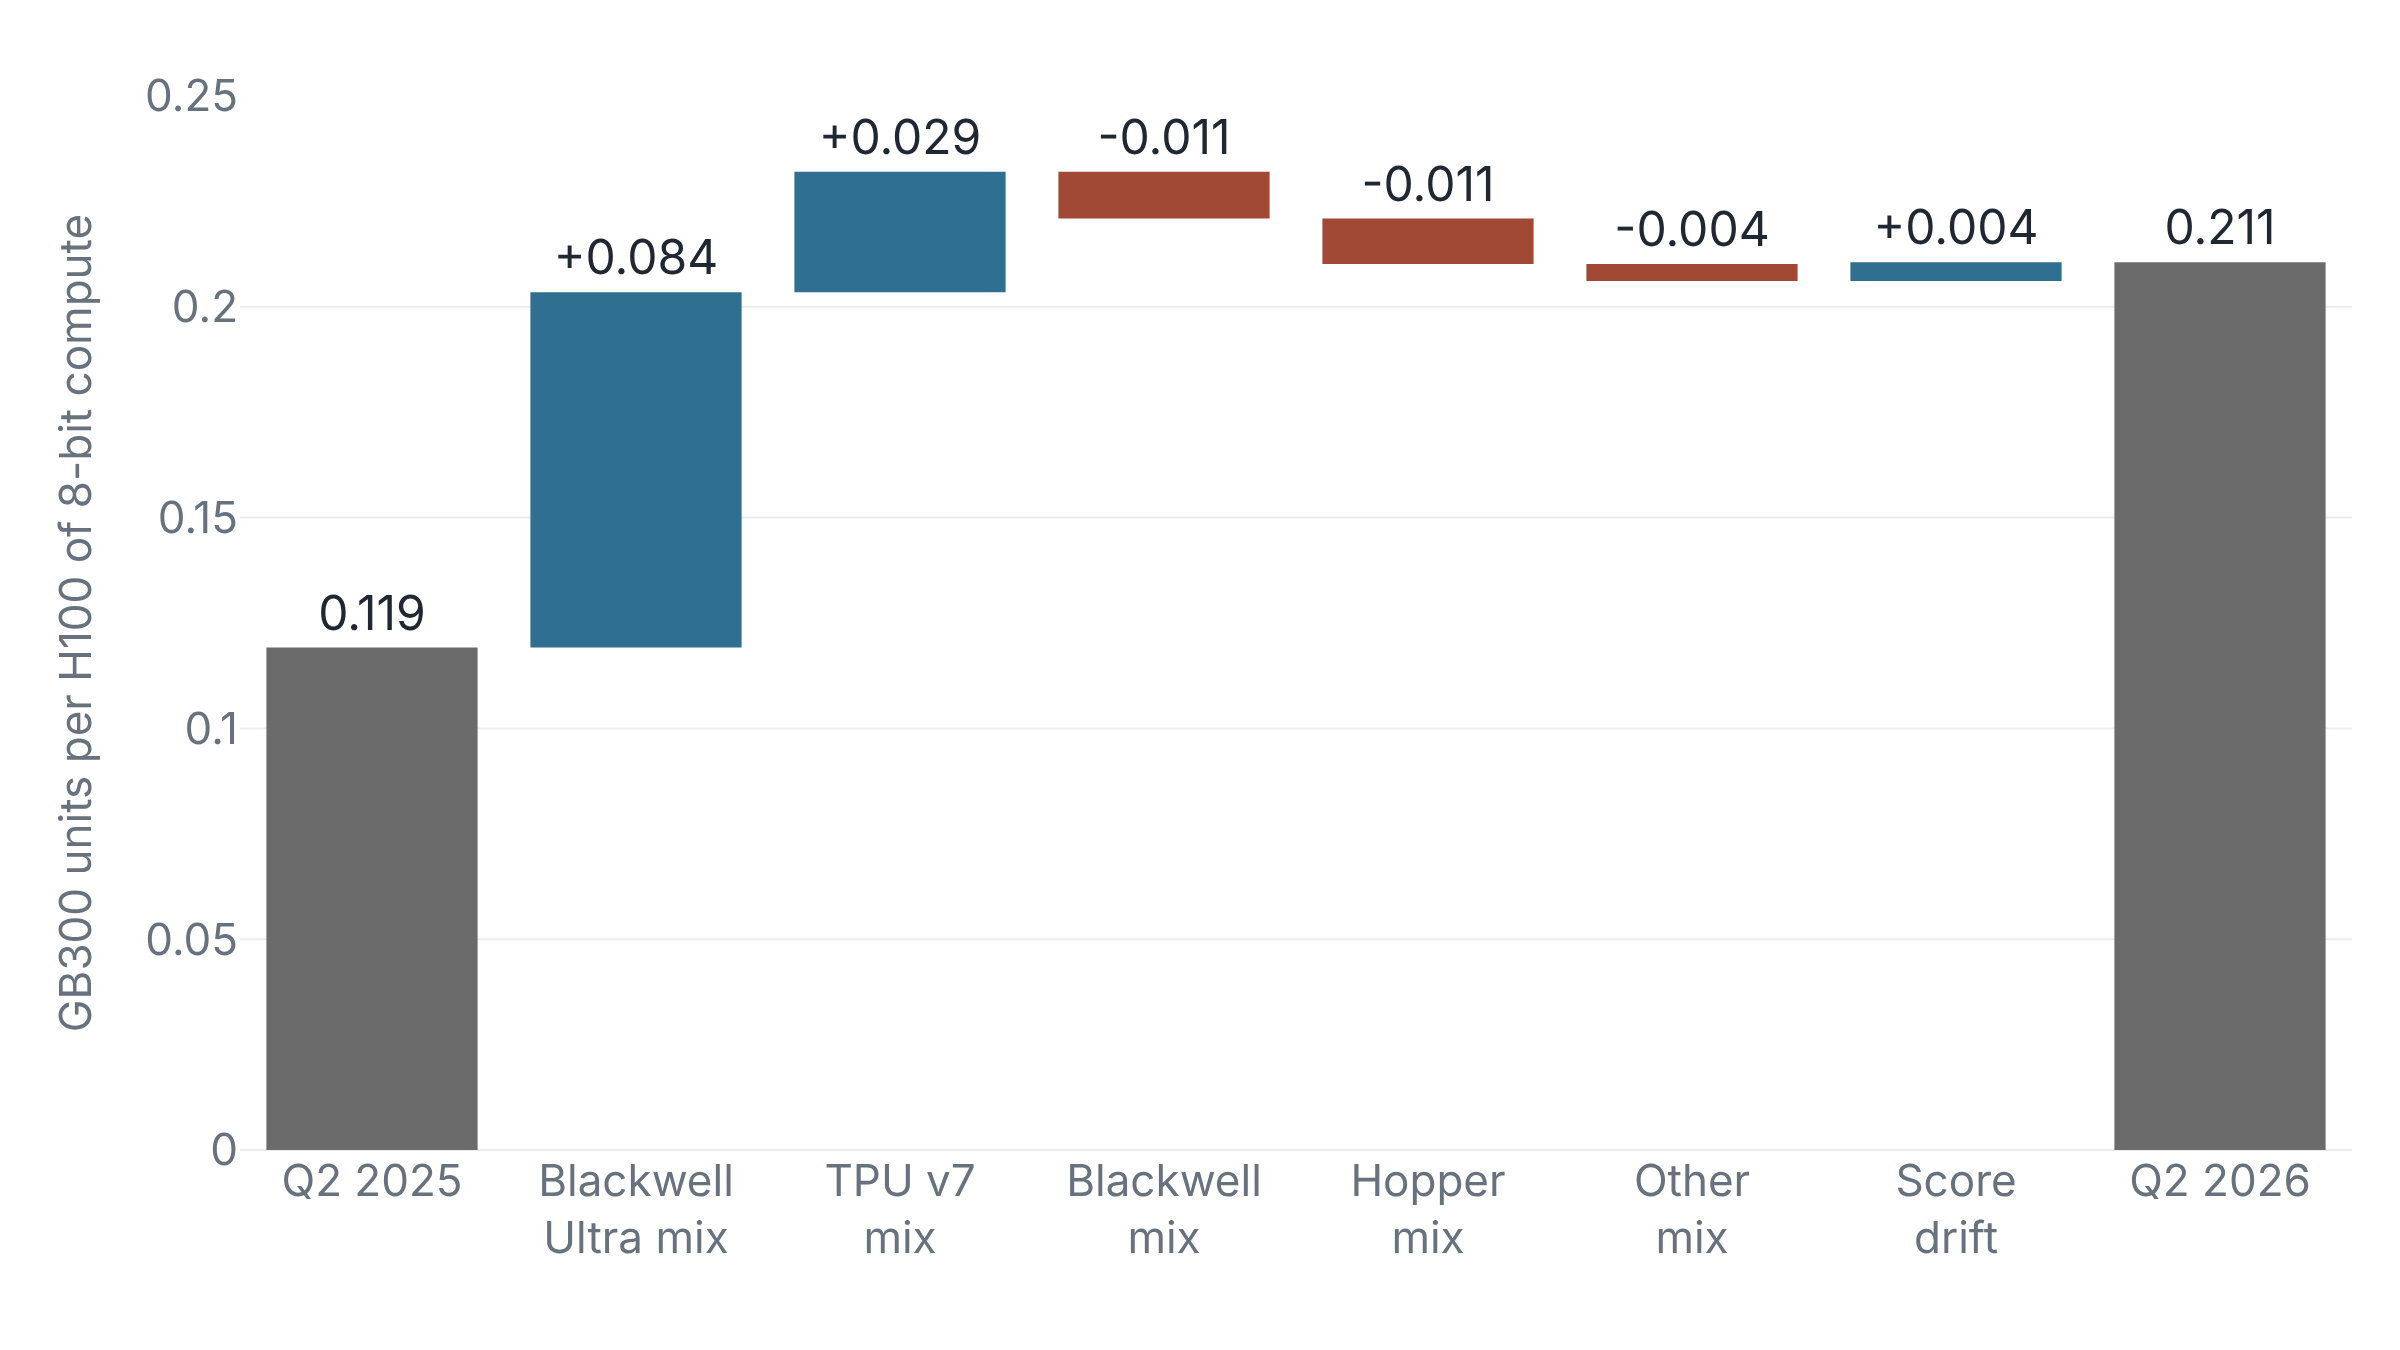 GB300 units per H100 of 8-bit compute
0.25
0.2
0.15
0.1
0.05
0
0.119
+0.084
+0.029
-0.011
-0.011
-0.004
+0.004
0.211
Q2 2025
Blackwell
Ultra mix
TPU v7
mix
Blackwell
mix
Hopper
mix
Other
mix
Score
drift
Q2 2026